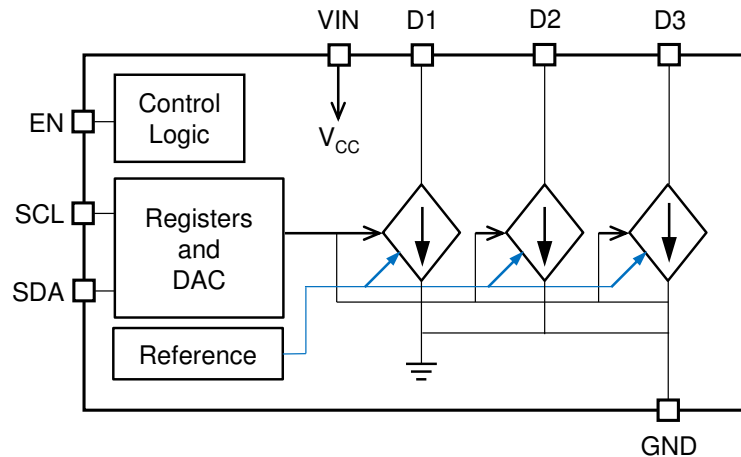 VIN D1 D2 D3
Control
Logic
EN
VCC
SCL
Registers
and
DAC
SDA
Reference
GND